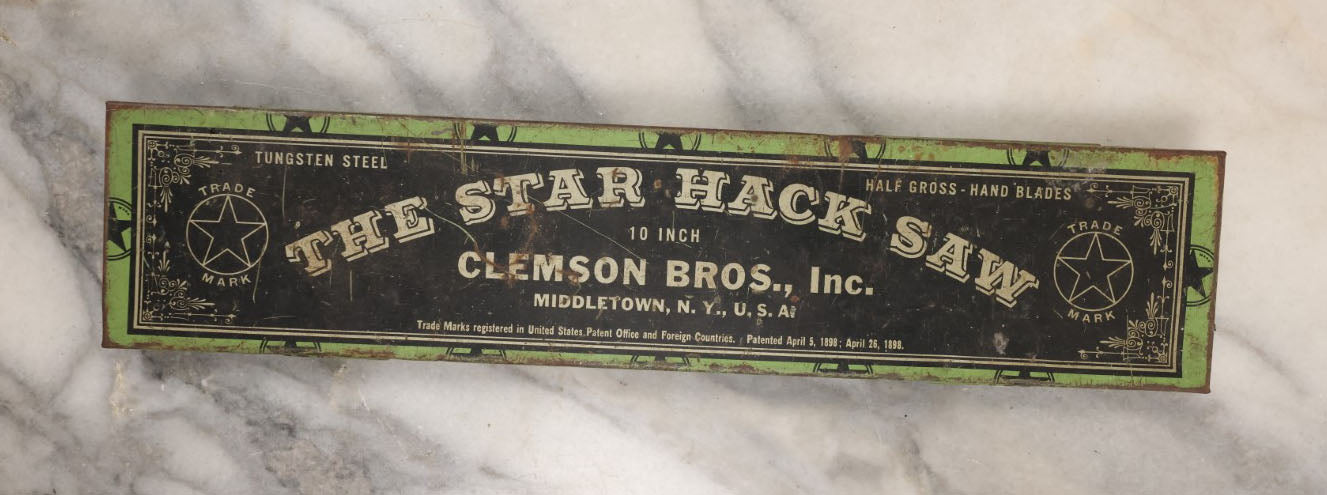 TUNGSTEN STEEL
HALF GROSS-HAND BLADES
TRADE MARK
THE STAR HACK SAW
TRADE MARK
10 INCH
CLEMSON BROS., Inc.
MIDDLETOWN, N. Y., U. S. A.
Trade Marks registered in United States Patent Office and Foreign Countries. Patented April 5, 1898; April 26, 1898.